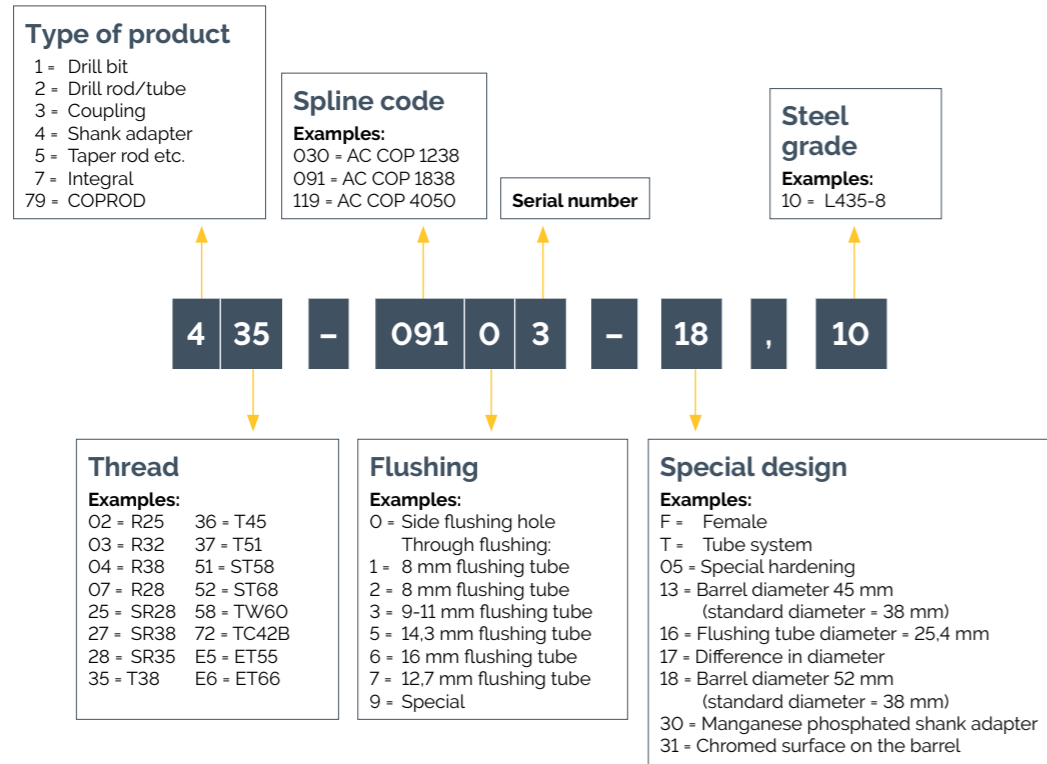 Type of product
1 = Drill bit
2 = Drill rod/tube
3 = Coupling
4 = Shank adapter
5 = Taper rod etc.
7 = Integral
79 = COPROD
Spline code
Examples:
030 = AC COP 1238
091 = AC COP 1838
119 = AC COP 4050
Serial number
Steel
grade
Examples:
10 = L435-8
4 35 – 091 0 3 – 18 , 10
Thread
Examples:
02 = R25 36 = T45
03 = R32 37 = T51
04 = R38 51 = ST58
07 = R28 52 = ST68
25 = SR28 58 = TW60
27 = SR38 72 = TC42B
28 = SR35 E5 = ET55
35 = T38 E6 = ET66
Flushing
Examples:
0 = Side flushing hole
Through flushing:
1 = 8 mm flushing tube
2 = 8 mm flushing tube
3 = 9-11 mm flushing tube
5 = 14,3 mm flushing tube
6 = 16 mm flushing tube
7 = 12,7 mm flushing tube
9 = Special
Special design
Examples:
F = Female
T = Tube system
05 = Special hardening
13 = Barrel diameter 45 mm
(standard diameter = 38 mm)
16 = Flushing tube diameter = 25,4 mm
17 = Difference in diameter
18 = Barrel diameter 52 mm
(standard diameter = 38 mm)
30 = Manganese phosphated shank adapter
31 = Chromed surface on the barrel